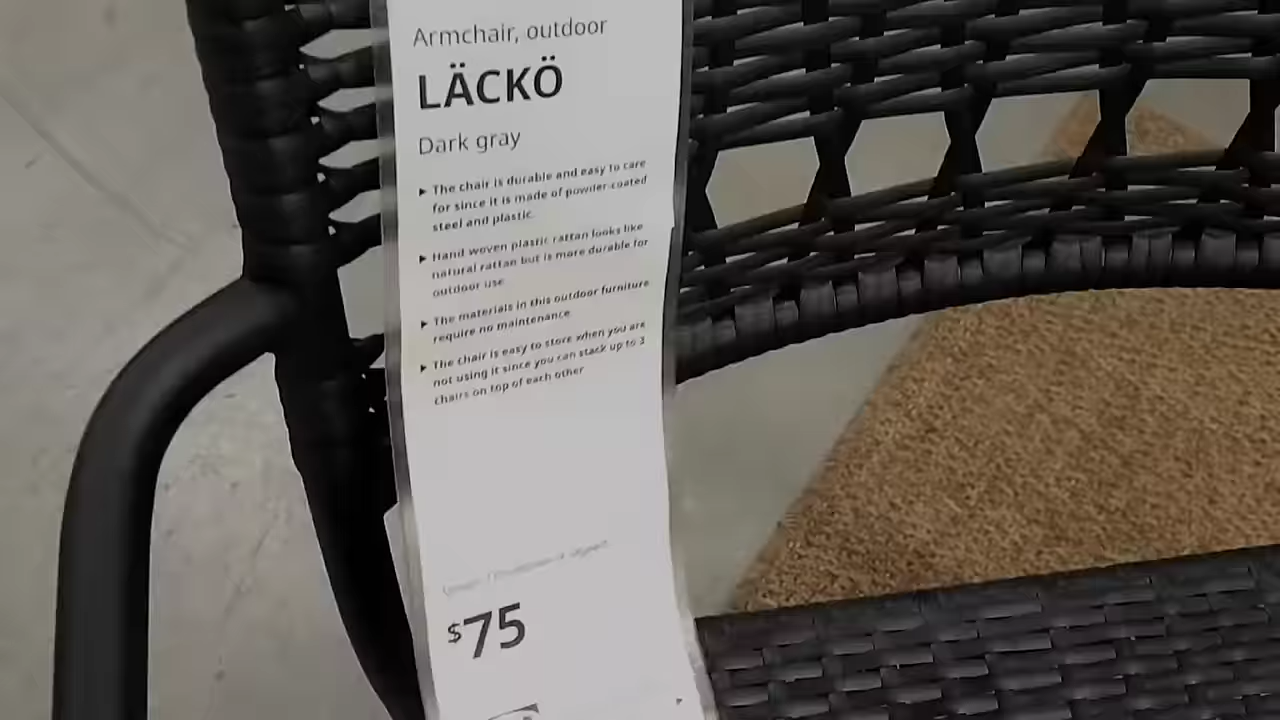 Armchair, outdoor
LÄCKÖ
Dark gray
▸ The chair is durable and easy to care
for since it is made of powder-coated
steel and plastic.
▸ Hand woven plastic rattan looks like
natural rattan but is more durable for
outdoor use
▸ The materials in this outdoor furniture
require no maintenance
▸ The chair is easy to store when you are
not using it since you can stack up to 3
chairs on top of each other
$75